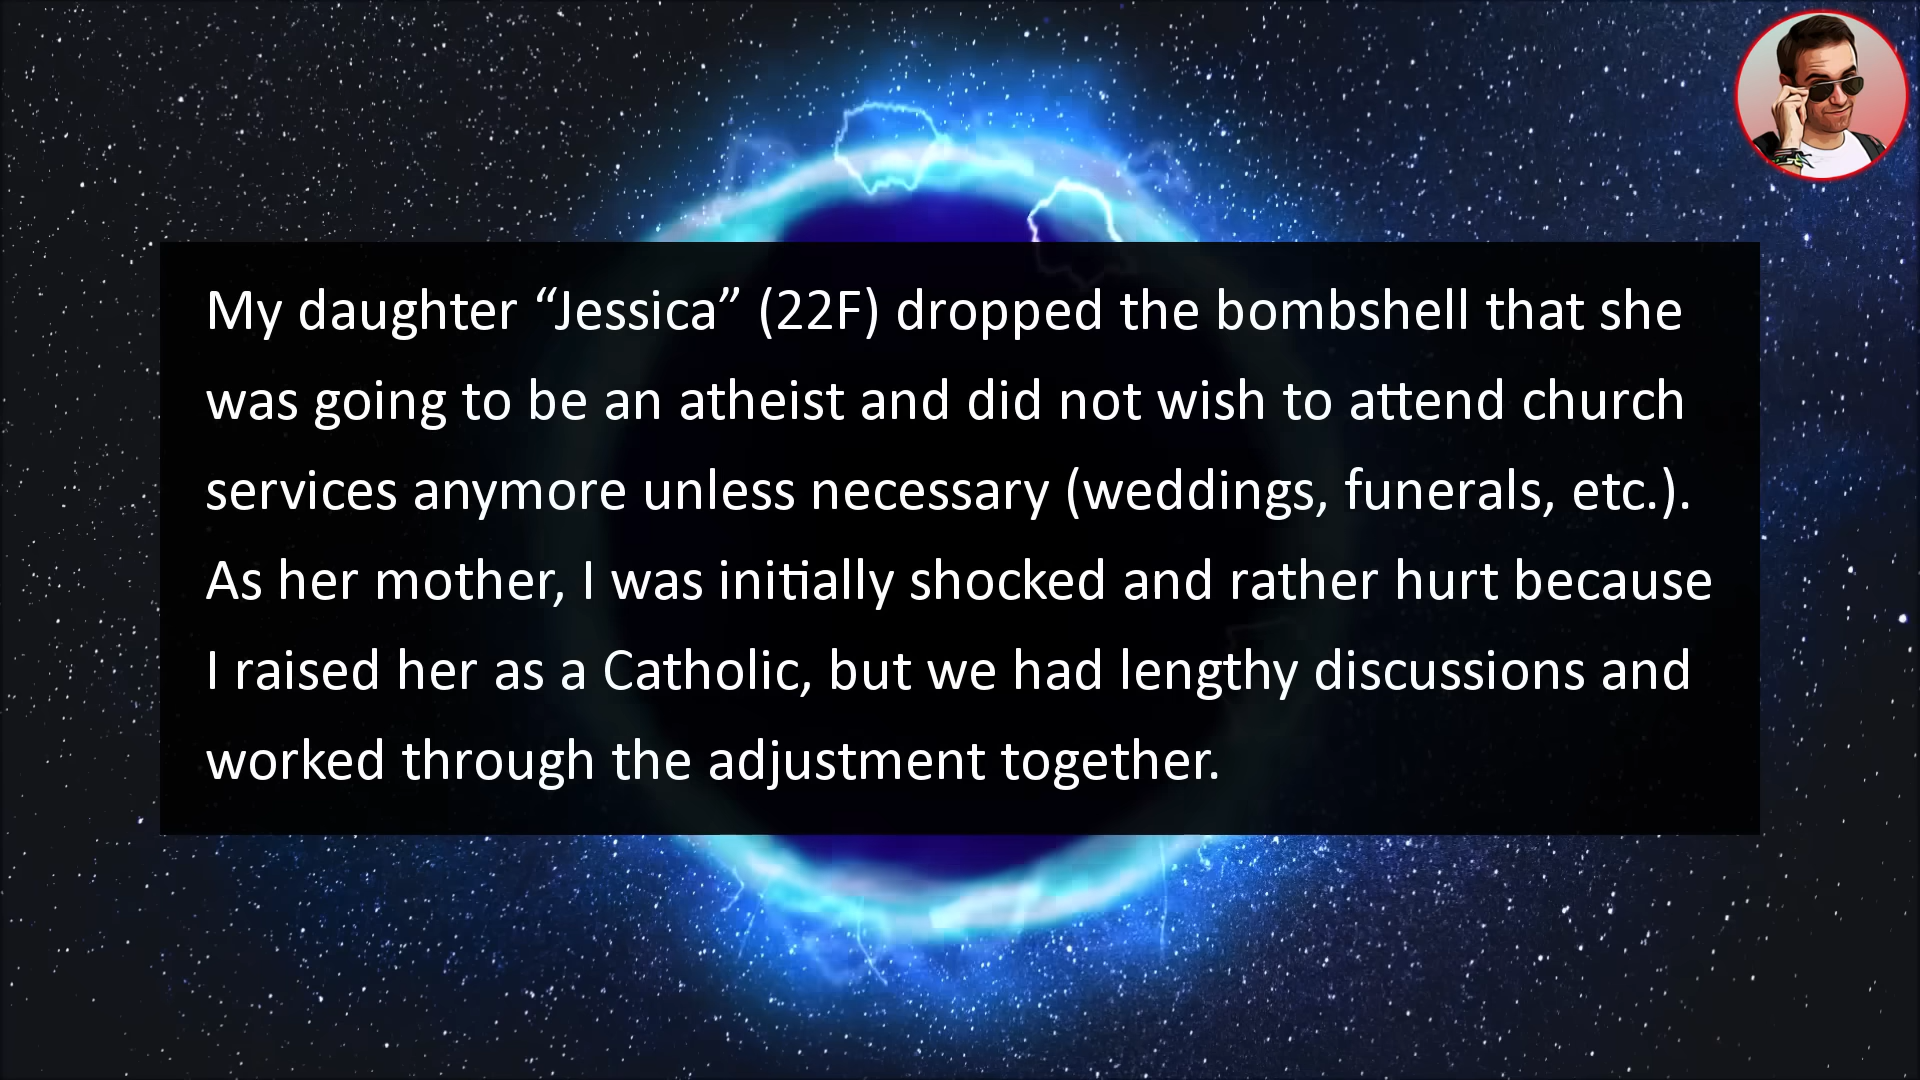 My daughter “Jessica” (22F) dropped the bombshell that she
was going to be an atheist and did not wish to attend church
services anymore unless necessary (weddings, funerals, etc.).
As her mother, I was initially shocked and rather hurt because
I raised her as a Catholic, but we had lengthy discussions and
worked through the adjustment together.